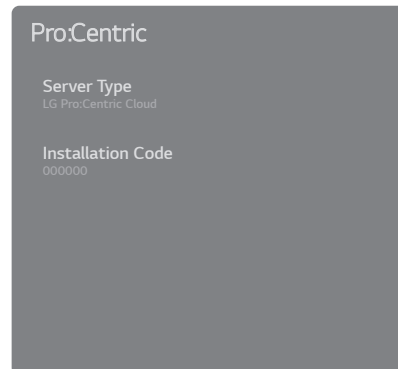 Pro:Centric
Server Type
LG Pro:Centric Cloud
Installation Code
000000